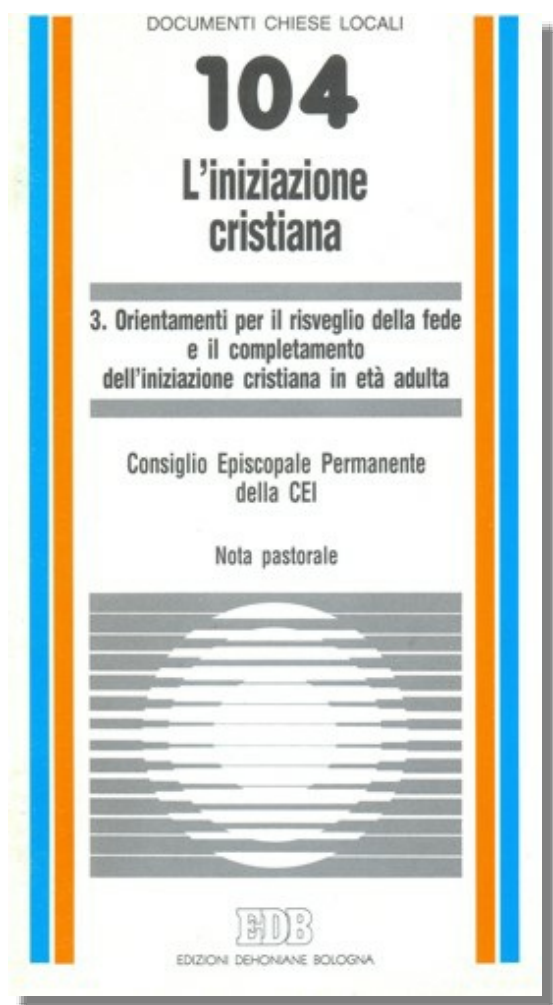 DOCUMENTI CHIESE LOCALI
104
L'iniziazione
cristiana
3. Orientamenti per il risveglio della fede
e il completamento
dell'iniziazione cristiana in età adulta
Consiglio Episcopale Permanente
della CEI
Nota pastorale
EDB
EDIZIONI DEHONIANE BOLOGNA